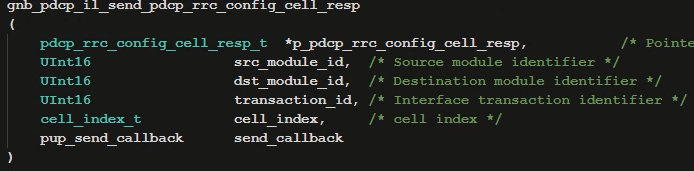 gnb_pdcp_il_send_pdcp_rrc_config_cell_resp
(
pdcp_rrc_config_cell_resp_t *p_pdcp_rrc_config_cell_resp, /* Pointe
UInt16 src_module_id, /* Source module identifier */
UInt16 dst_module_id, /* Destination module identifier */
UInt16 transaction_id, /* Interface transaction identifier */
cell_index_t cell_index, /* cell index */
pup_send_callback send_callback
)